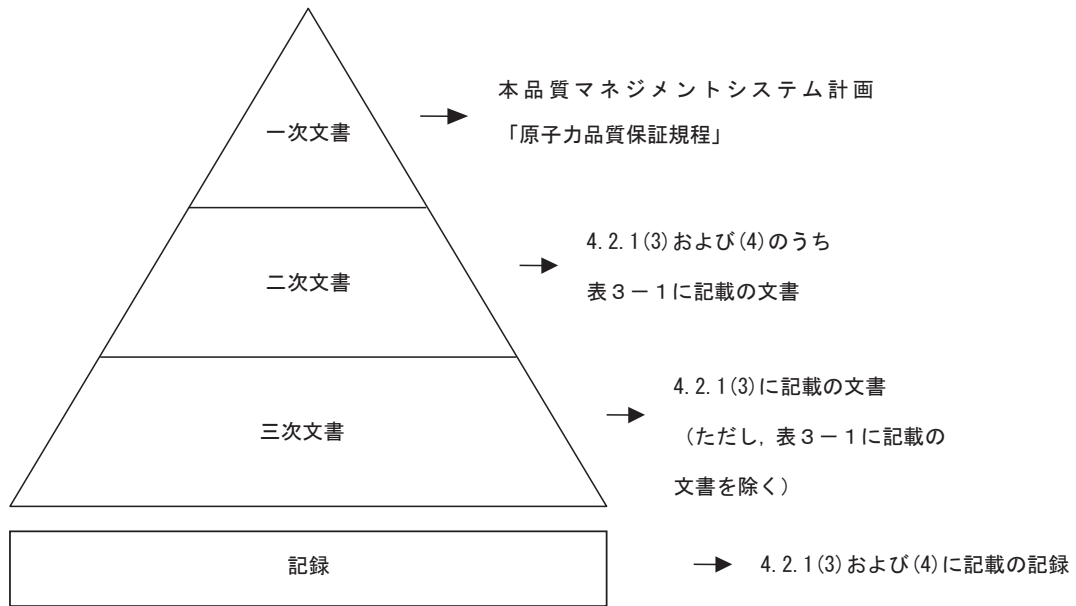 一次文書
本品質マネジメントシステム計画
「原子力品質保証規程」
二次文書
4.2.1(3)および(4)のうち
表3-1に記載の文書
三次文書
4.2.1(3)に記載の文書
（ただし，表3-1に記載の
文書を除く）
記録
4.2.1(3)および(4)に記載の記録